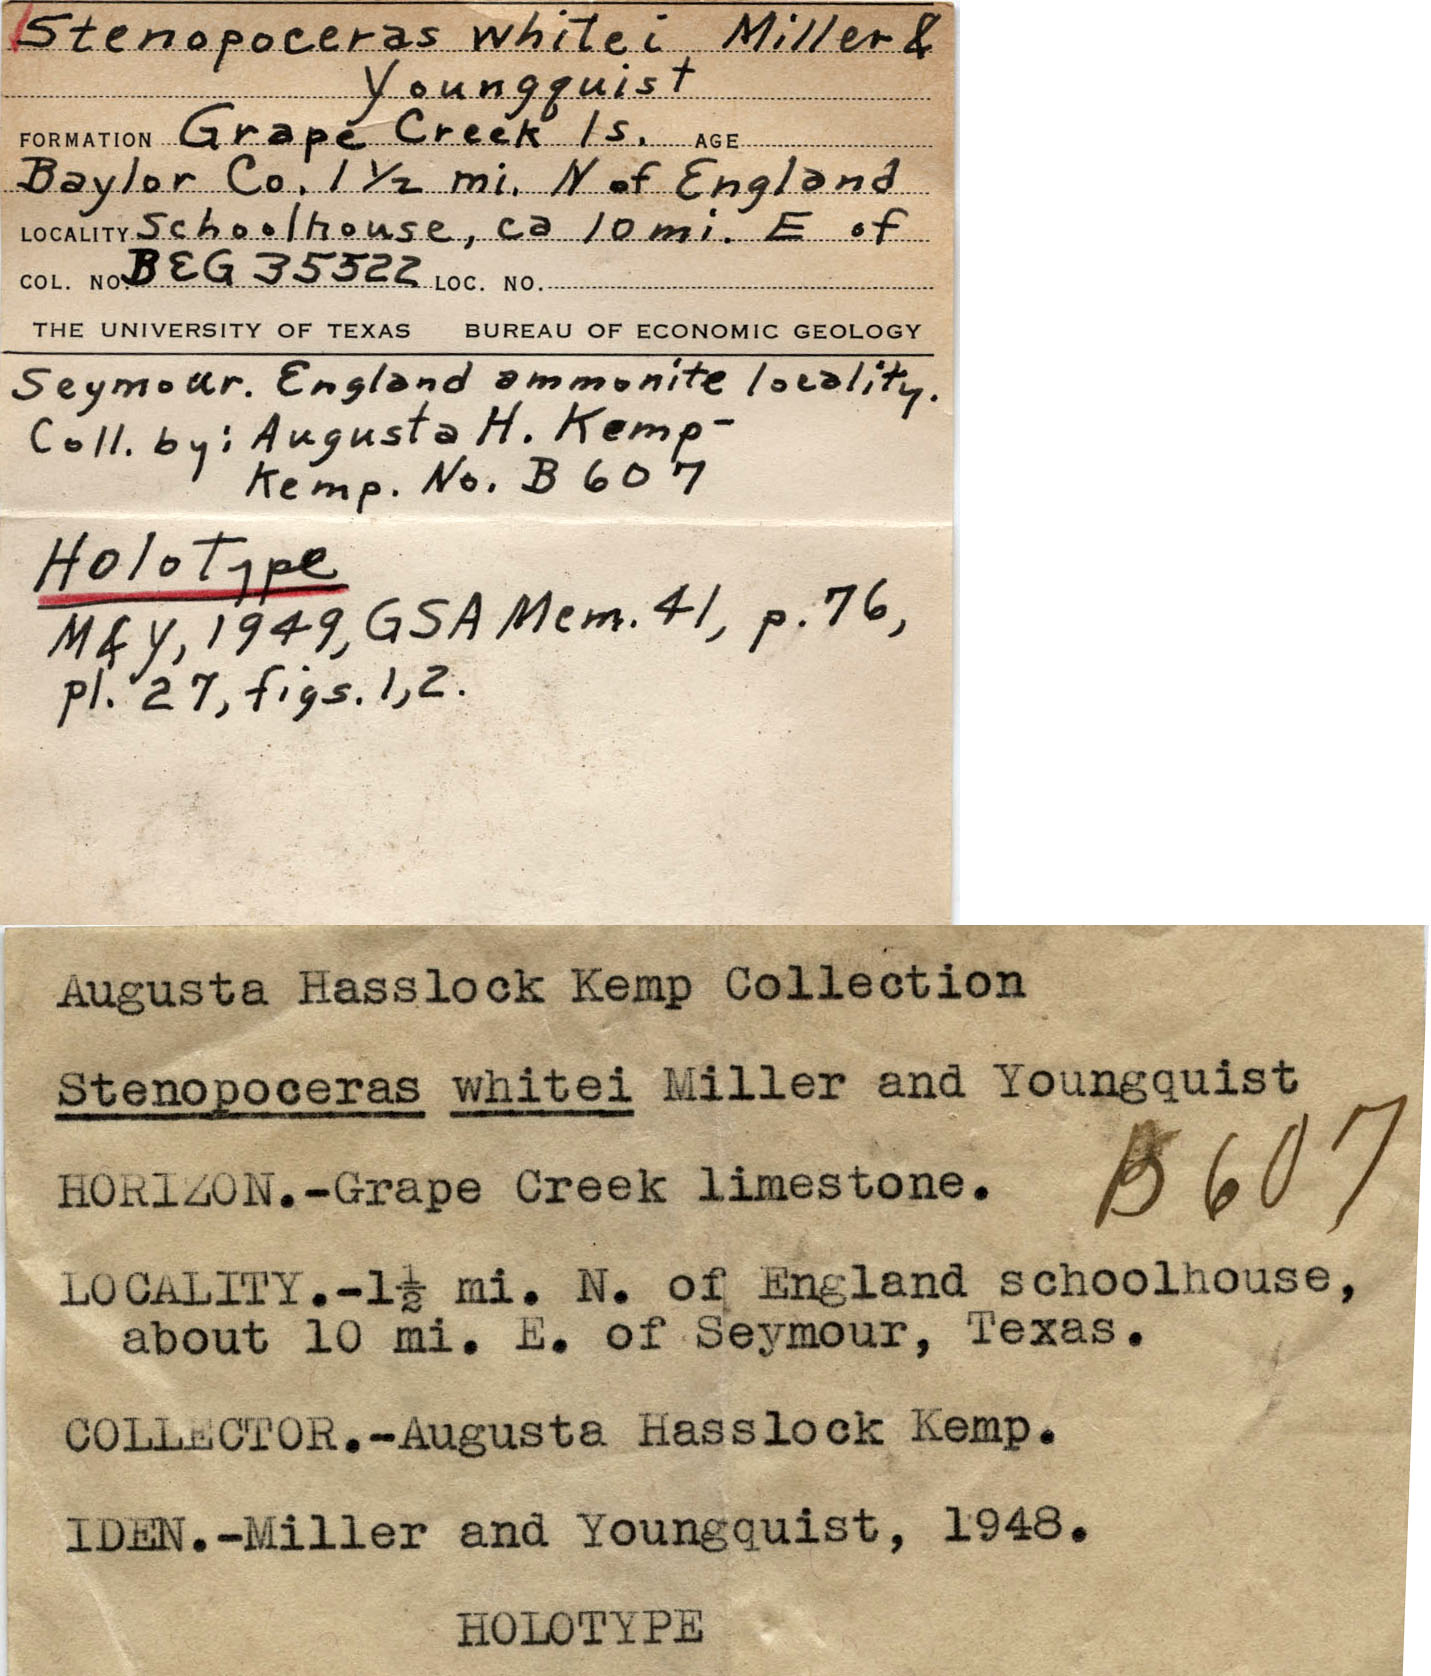 Stenopoceras whitei Miller &
Youngquist
FORMATION Grape Creek ls. AGE
Baylor Co. 1 1/2 mi. N of England
LOCALITY Schoolhouse, ca 10 mi. E of
COL. NO. BEG 35522 LOC. NO.
THE UNIVERSITY OF TEXAS BUREAU OF ECONOMIC GEOLOGY
Seymour. England ammonite locality.
Coll. by: Augusta H. Kemp-
Kemp. No. B 607
Holotype
M & Y, 1949, GSA Mem. 41, p. 76,
pl. 27, figs. 1, 2.
Augusta Hasslock Kemp Collection
Stenopoceras whitei Miller and Youngquist
B 607
HORIZON.-Grape Creek limestone.
LOCALITY.-1½ mi. N. of England schoolhouse,
about 10 mi. E. of Seymour, Texas.
COLLECTOR.-Augusta Hasslock Kemp.
IDEN.-Miller and Youngquist, 1948.
HOLOTYPE